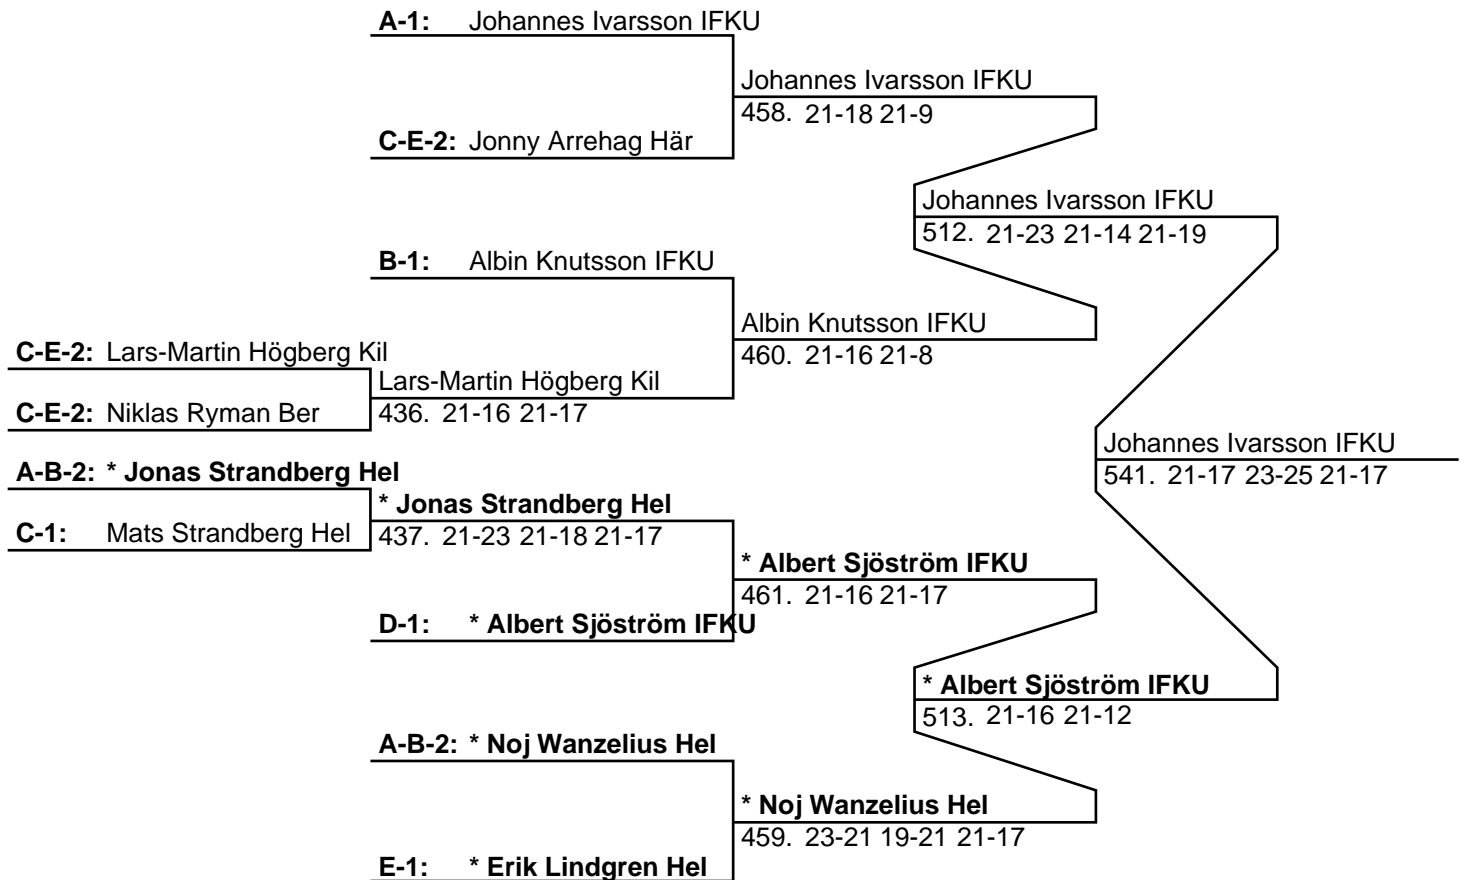 A-1: Johannes Ivarsson IFKU
Johannes Ivarsson IFKU
458. 21-18 21-9
C-E-2: Jonny Arrehag Här
Johannes Ivarsson IFKU
512. 21-23 21-14 21-19
B-1: Albin Knutsson IFKU
Albin Knutsson IFKU
460. 21-16 21-8
C-E-2: Lars-Martin Högberg Kil
Lars-Martin Högberg Kil
436. 21-16 21-17
C-E-2: Niklas Ryman Ber
Johannes Ivarsson IFKU
541. 21-17 23-25 21-17
A-B-2: * Jonas Strandberg Hel
* Jonas Strandberg Hel
437. 21-23 21-18 21-17
C-1: Mats Strandberg Hel
* Albert Sjöström IFKU
461. 21-16 21-17
D-1: * Albert Sjöström IFKU
* Albert Sjöström IFKU
513. 21-16 21-12
A-B-2: * Noj Wanzelius Hel
* Noj Wanzelius Hel
459. 23-21 19-21 21-17
E-1: * Erik Lindgren Hel